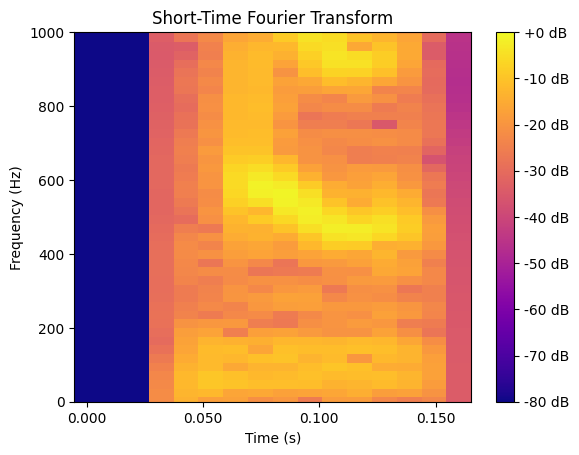 Short-Time Fourier Transform
1000
800
600
400
200
0
Frequency (Hz)
0.000
0.050
0.100
0.150
Time (s)
+0 dB
-10 dB
-20 dB
-30 dB
-40 dB
-50 dB
-60 dB
-70 dB
-80 dB